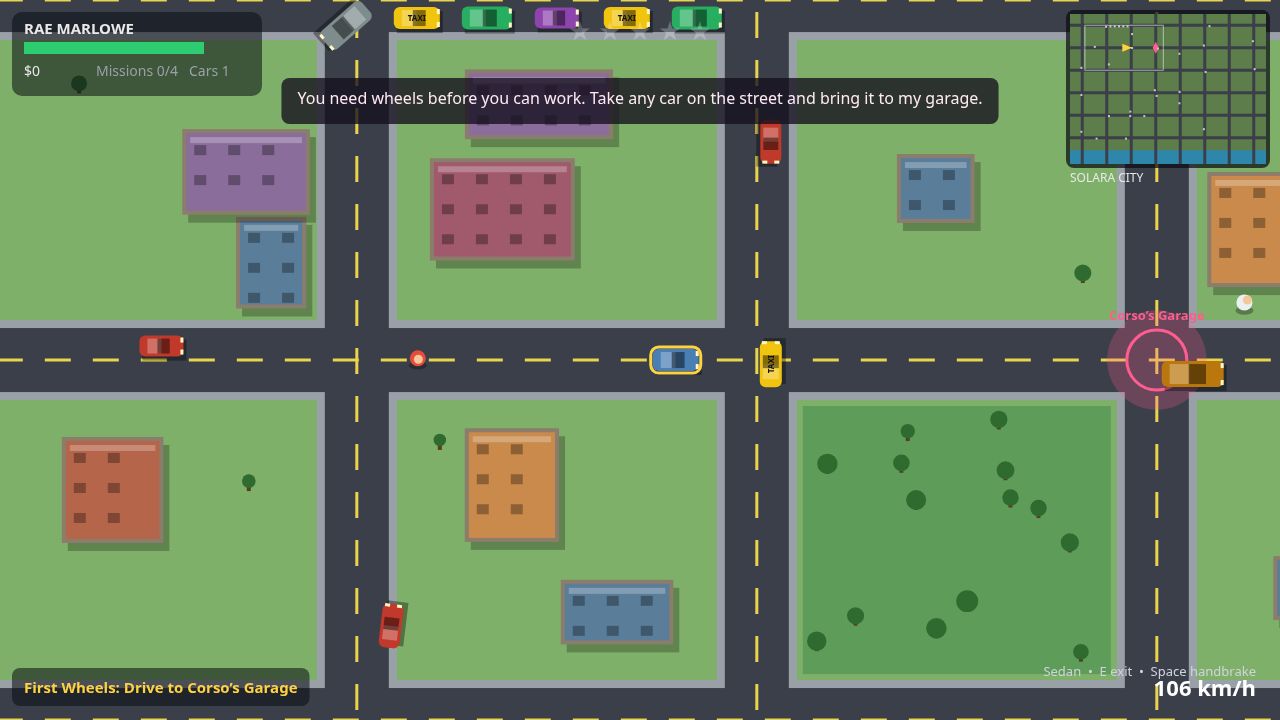 RAE MARLOWE
$0 Missions 0/4 Cars 1
TAXI
TAXI
You need wheels before you can work. Take any car on the street and bring it to my garage.
SOLARA CITY
Corso's Garage
TAXI
First Wheels: Drive to Corso's Garage
Sedan • E exit • Space handbrake
106 km/h